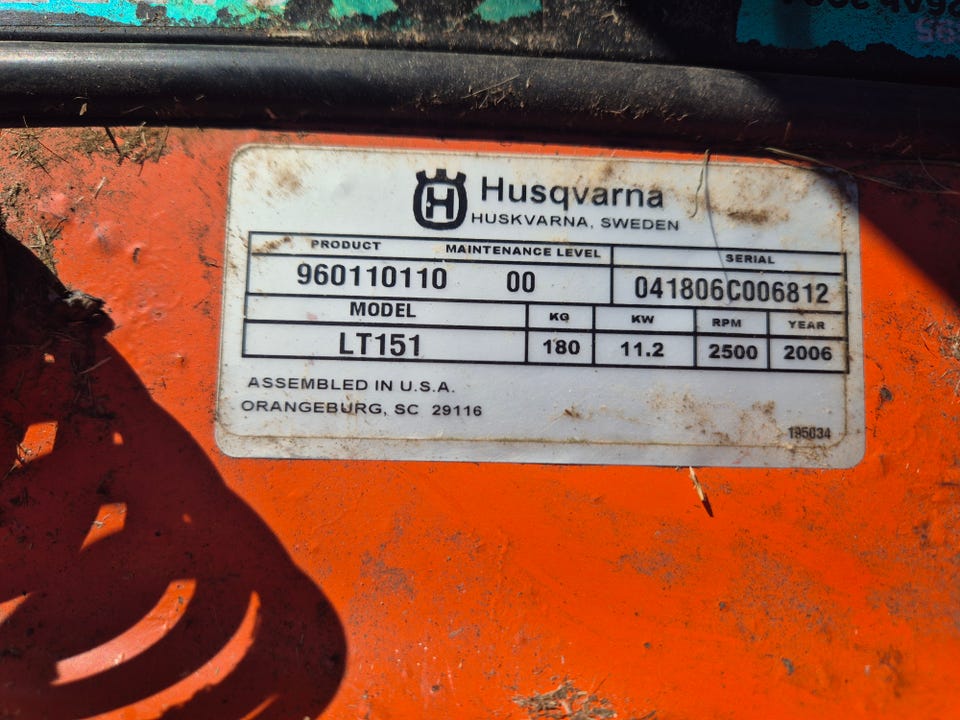 H Husqvarna
HUSKVARNA, SWEDEN
PRODUCT MAINTENANCE LEVEL SERIAL
960110110 00 041806C006812
MODEL KG KW RPM YEAR
LT151 180 11.2 2500 2006
ASSEMBLED IN U.S.A.
ORANGEBURG, SC 29116
195034